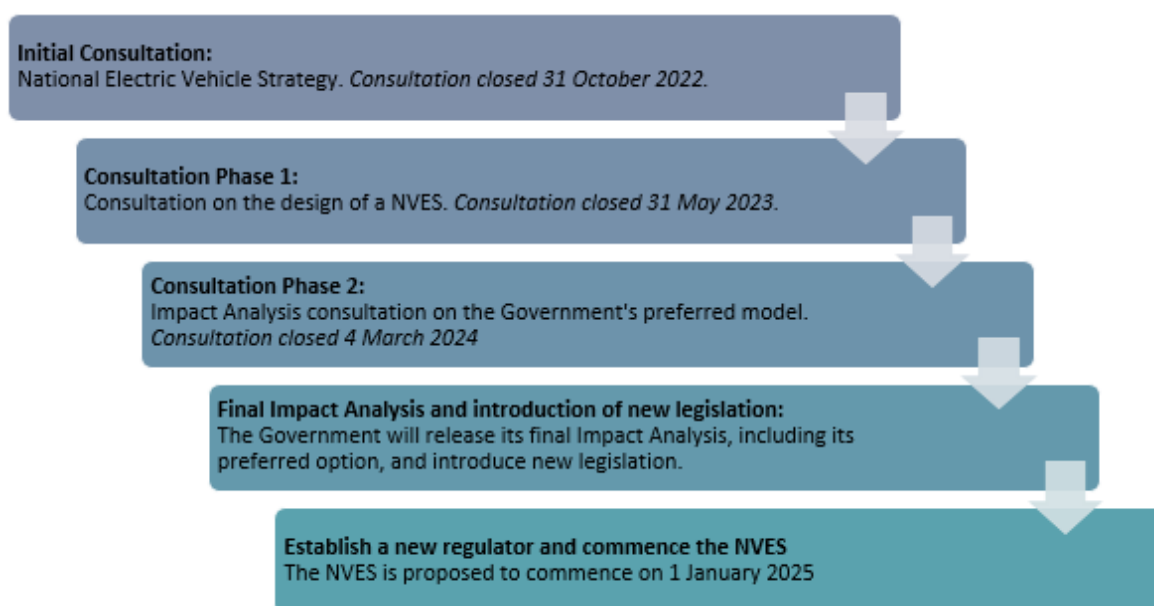 Initial Consultation:
National Electric Vehicle Strategy. Consultation closed 31 October 2022.
Consultation Phase 1:
Consultation on the design of a NVES. Consultation closed 31 May 2023.
Consultation Phase 2:
Impact Analysis consultation on the Government's preferred model.
Consultation closed 4 March 2024
Final Impact Analysis and introduction of new legislation:
The Government will release its final Impact Analysis, including its
preferred option, and introduce new legislation.
Establish a new regulator and commence the NVES
The NVES is proposed to commence on 1 January 2025